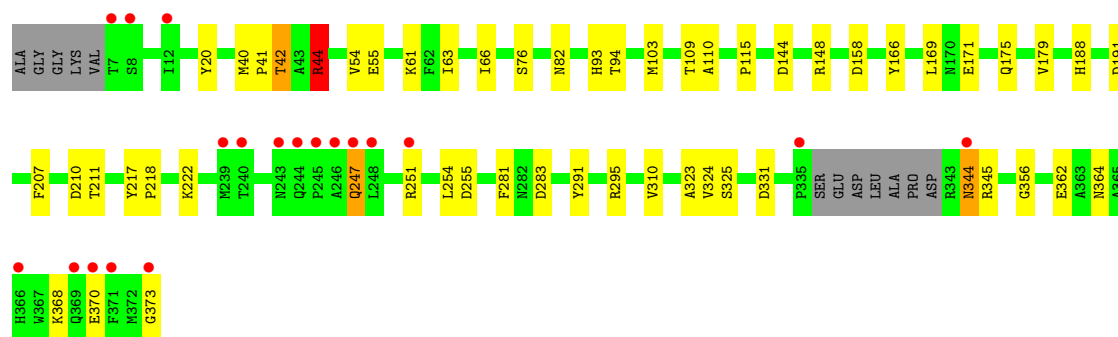 ALA GLY GLY LYS VAL T7 S8 I12 Y20 M40 P41 T42 A43 R44 V54 E55 K61 F62 I63 I66 S76 N82 H93 T94 M103 T109 A110 P115 D144 R148 D158 Y166 L169 N170 E171 Q175 V179 H188 D191
F207 D210 T211 Y217 P218 K222 M239 T240 N243 Q244 P245 A246 Q247 L248 R251 L254 D255 F281 N282 D283 Y291 R295 V310 A323 V324 S325 D331 P335 SER GLU ASP LEU ALA PRO ASP R343 N344 R345 G356 E362 A363 N364 A365
H366 W367 K368 Q369 E370 F371 M372 G373